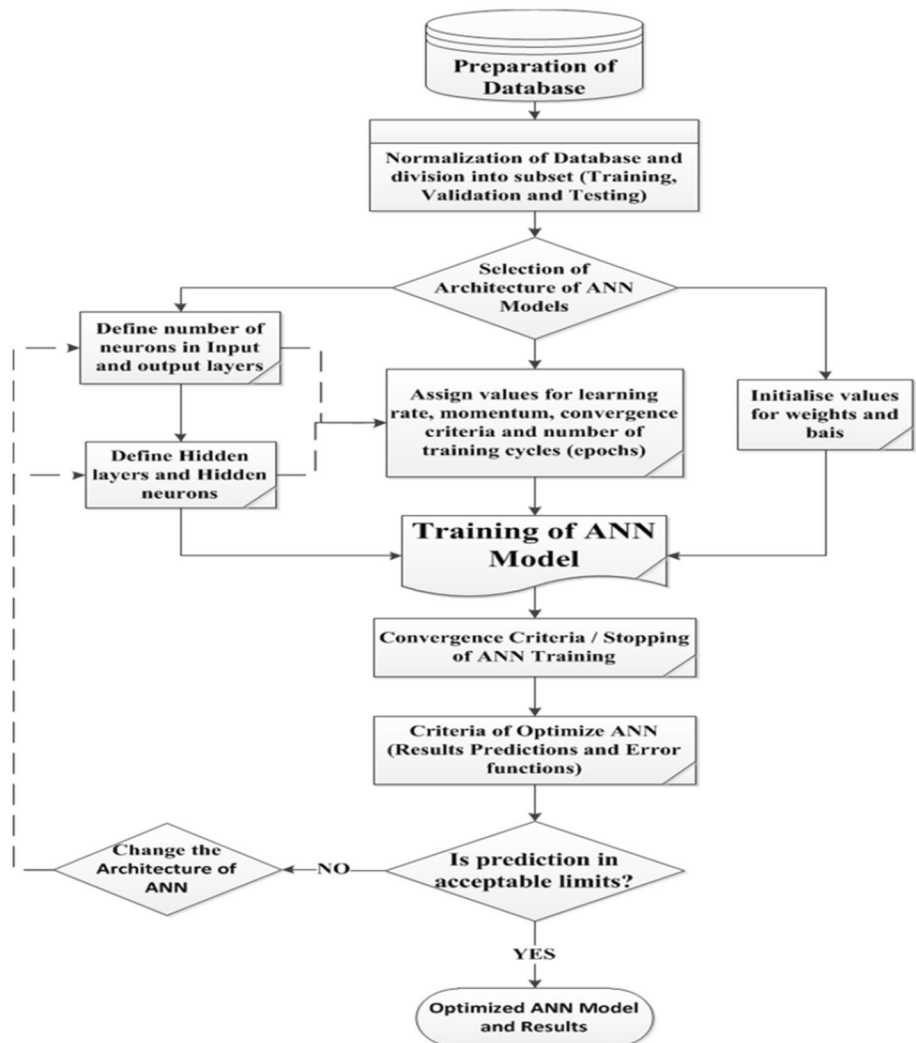 Preparation of
Database
Normalization of Database and
division into subset (Training,
Validation and Testing)
Selection of
Architecture of ANN
Models
Define number of
neurons in Input
and output layers
Assign values for learning
rate, momentum, convergence
criteria and number of
training cycles (epochs)
Initialise values
for weights and
bais
Define Hidden
layers and Hidden
neurons
Training of ANN
Model
Convergence Criteria / Stopping
of ANN Training
Criteria of Optimize ANN
(Results Predictions and Error
functions)
Is prediction in
acceptable limits?
NO
Change the
Architecture of
ANN
YES
Optimized ANN Model
and Results